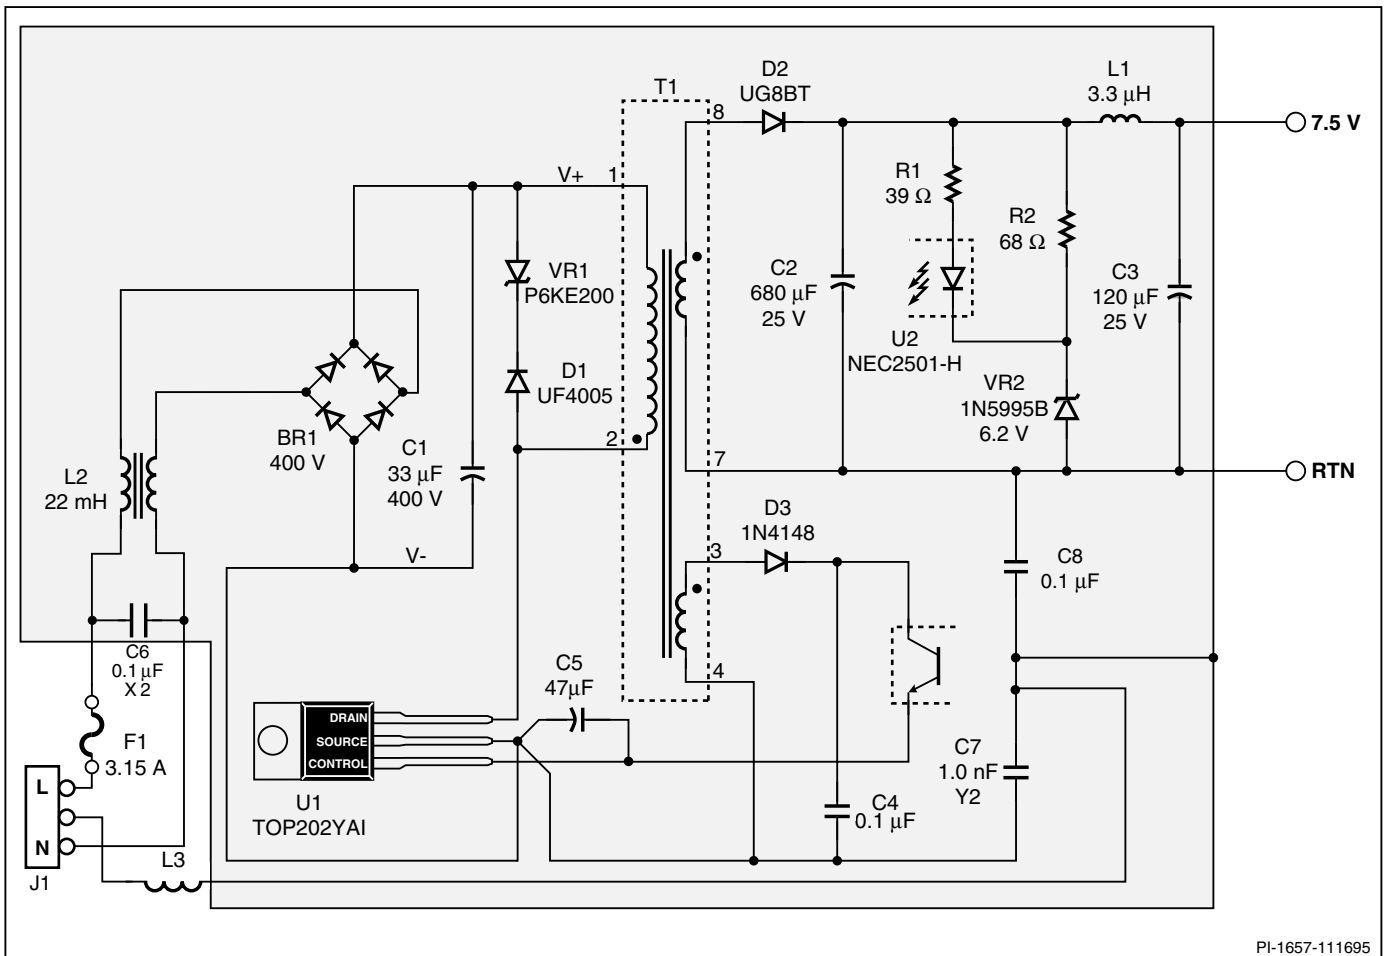 D2
UG8BT
L1
3.3 μH
T1
8
7.5 V
V+
1
R1
39 Ω
R2
68 Ω
VR1
P6KE200
C2
680 μF
25 V
C3
120 μF
25 V
U2
NEC2501-H
D1
UF4005
VR2
1N5995B
6.2 V
BR1
400 V
C1
33 μF
400 V
2
7
RTN
L2
22 mH
D3
1N4148
3
V-
C8
0.1 μF
C6
0.1 μF
X 2
C5
47μF
4
DRAIN
SOURCE
CONTROL
F1
3.15 A
C7
1.0 nF
Y2
L
N
J1
U1
TOP202YAI
C4
0.1 μF
L3
PI-1657-111695